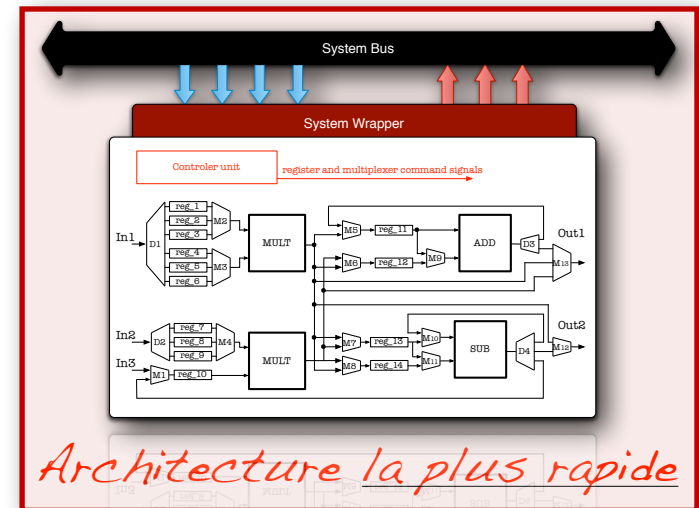 System Bus
System Wrapper
Controler unit
register and multiplexer command signals
In1
D1
reg_1
reg_2
reg_3
reg_4
reg_5
reg_6
M2
M3
MULT
M5
reg_11
M6
reg_12
M9
ADD
D3
Out1
M13
In2
In3
D2
reg_7
reg_8
reg_9
M4
M1
reg_10
MULT
M7
reg_13
M10
M8
reg_14
M11
SUB
D4
Out2
M12
Architecture la plus rapide